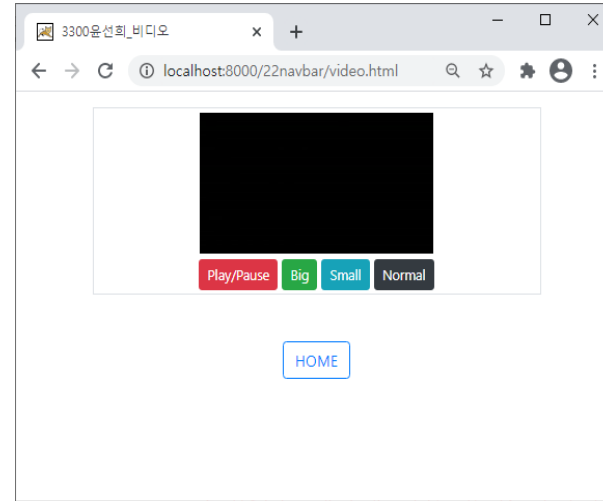 3300윤선희_비디오
localhost:8000/22navbar/video.html
Play/Pause Big Small Normal
HOME